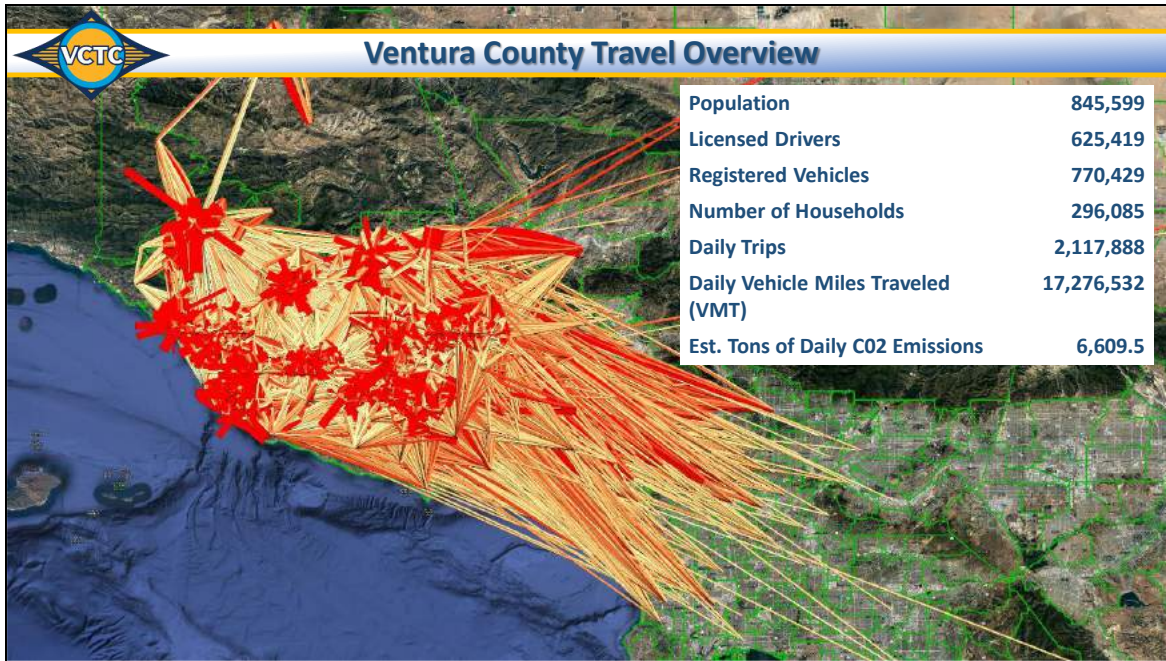 VCTC
Ventura County Travel Overview
Population 845,599
Licensed Drivers 625,419
Registered Vehicles 770,429
Number of Households 296,085
Daily Trips 2,117,888
Daily Vehicle Miles Traveled 17,276,532
(VMT)
Est. Tons of Daily C02 Emissions 6,609.5